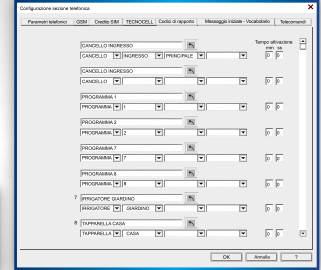 Configurazione sezione telefonica
Parametri telefonici GSM Credito SIM TECNOCELL Codici di rapporto Messaggio iniziale - Vocabolario Telecomandi
Tempo attivazione
mm ss
CANCELLO INGRESSO
CANCELLO INGRESSO PRINCIPALE 0 0
CANCELLO INGRESSO
CANCELLO 0 0
PROGRAMMA 1
PROGRAMMA 1 0 0
PROGRAMMA 2
PROGRAMMA 2 0 0
PROGRAMMA 7
PROGRAMMA 7 0 0
PROGRAMMA 8
PROGRAMMA 8 0 0
7 IRRIGATORE GIARDINO
IRRIGATORE GIARDINO 0 0
8 TAPPARELLA CASA
TAPPARELLA CASA 0 0
OK Annulla ?